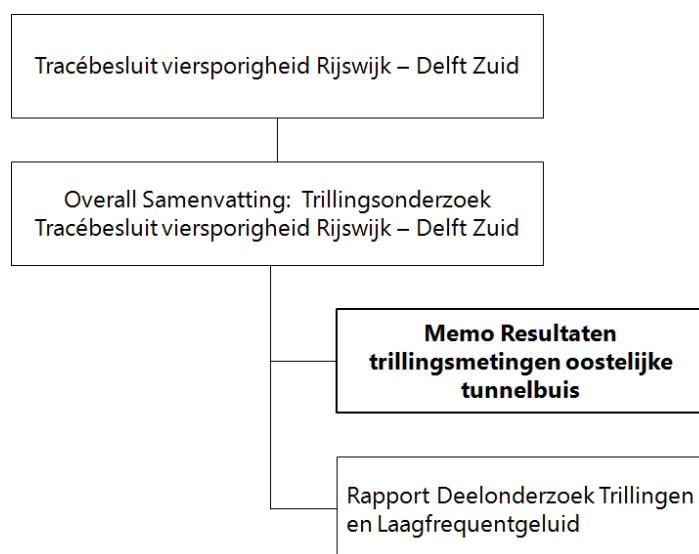 Tracébesluit viersporigheid Rijswijk – Delft Zuid
Overall Samenvatting: Trillingsonderzoek
Tracébesluit viersporigheid Rijswijk – Delft Zuid
Memo Resultaten
trillingsmetingen oostelijke
tunnelbuis
Rapport Deelonderzoek Trillingen
en Laagfrequentgeluid